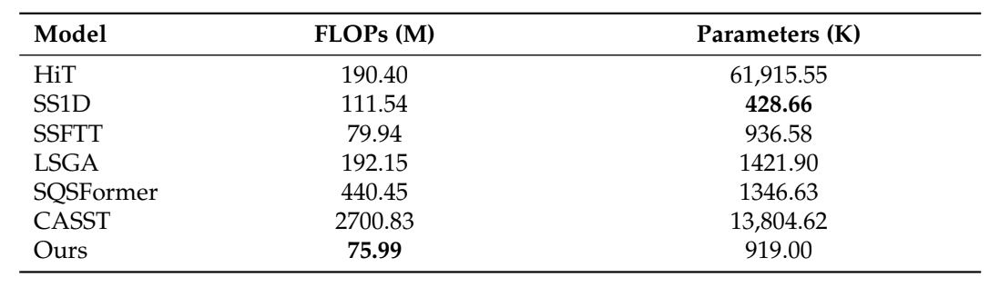 Model FLOPs (M) Parameters (K)
HiT 190.40 61,915.55
SS1D 111.54 428.66
SSFTT 79.94 936.58
LSGA 192.15 1421.90
SQSFormer 440.45 1346.63
CASST 2700.83 13,804.62
Ours 75.99 919.00